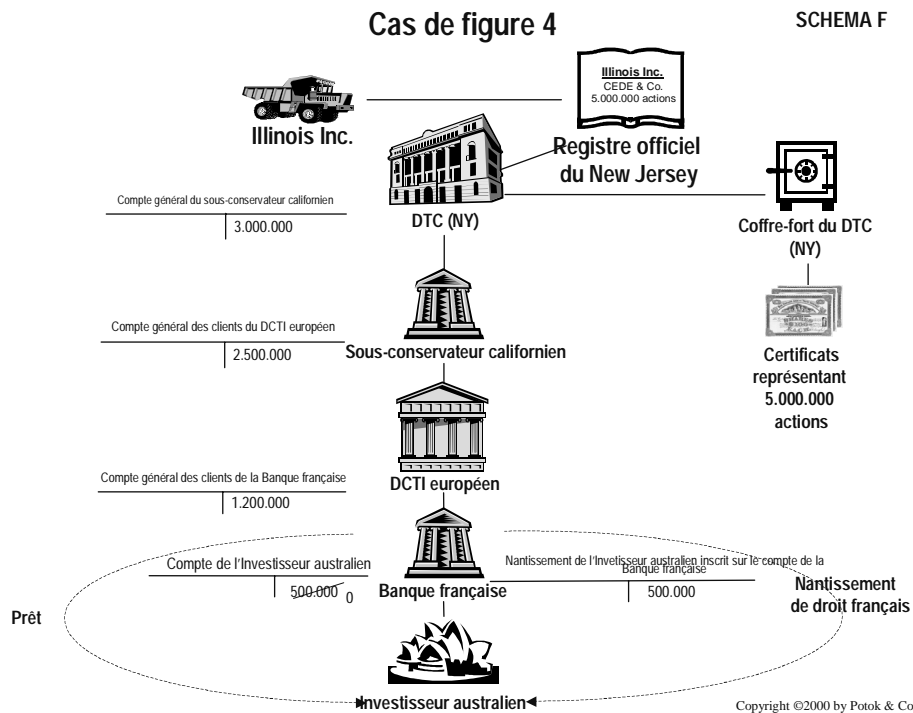 Cas de figure 4
SCHEMA F
Illinois Inc.
CEDE & Co.
5.000.000 actions
Illinois Inc.
Registre officiel
du New Jersey
Compte général du sous-conservateur californien
3.000.000
DTC (NY)
Coffre-fort du DTC
(NY)
Compte général des clients du DCTI européen
2.500.000
Sous-conservateur californien
Certificats
représentant
5.000.000
actions
DCTI européen
Compte général des clients de la Banque française
1.200.000
Compte de l'Investisseur australien
500.000 0
Banque française
Nantissement de l'Invetisseur australien inscrit sur le compte de la
Banque française
500.000
Nantissement
de droit français
Prêt
Investisseur australien
Copyright ©2000 by Potok & Co